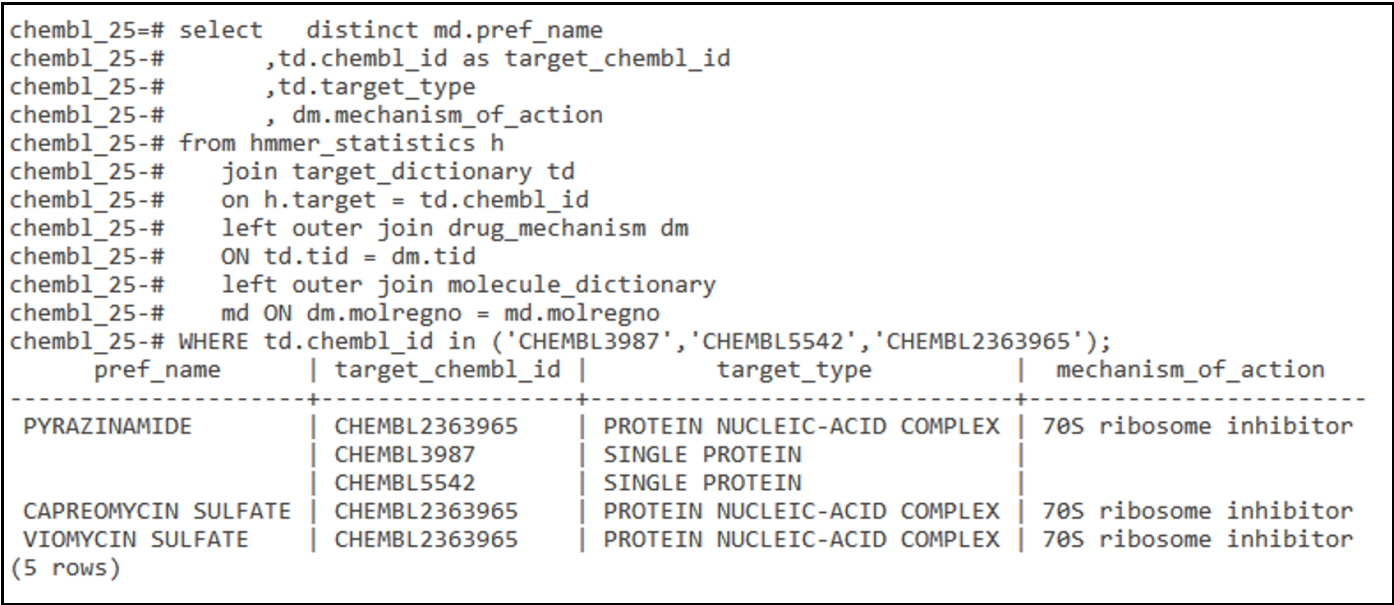 chembl_25=# select   distinct md.pref_name
chembl_25-#       ,td.chembl_id as target_chembl_id
chembl_25-#       ,td.target_type
chembl_25-#       , dm.mechanism_of_action
chembl_25-# from hmmer_statistics h
chembl_25-#    join target_dictionary td
chembl_25-#    on h.target = td.chembl_id
chembl_25-#    left outer join drug_mechanism dm
chembl_25-#    ON td.tid = dm.tid
chembl_25-#    left outer join molecule_dictionary
chembl_25-#    md ON dm.molregno = md.molregno
chembl_25-# WHERE td.chembl_id in ('CHEMBL3987','CHEMBL5542','CHEMBL2363965');
      pref_name      | target_chembl_id |         target_type          |  mechanism_of_action
---------------------+------------------+------------------------------+------------------------
 PYRAZINAMIDE        | CHEMBL2363965    | PROTEIN NUCLEIC-ACID COMPLEX | 70S ribosome inhibitor
                     | CHEMBL3987       | SINGLE PROTEIN               |
                     | CHEMBL5542       | SINGLE PROTEIN               |
 CAPREOMYCIN SULFATE | CHEMBL2363965    | PROTEIN NUCLEIC-ACID COMPLEX | 70S ribosome inhibitor
 VIOMYCIN SULFATE    | CHEMBL2363965    | PROTEIN NUCLEIC-ACID COMPLEX | 70S ribosome inhibitor
(5 rows)